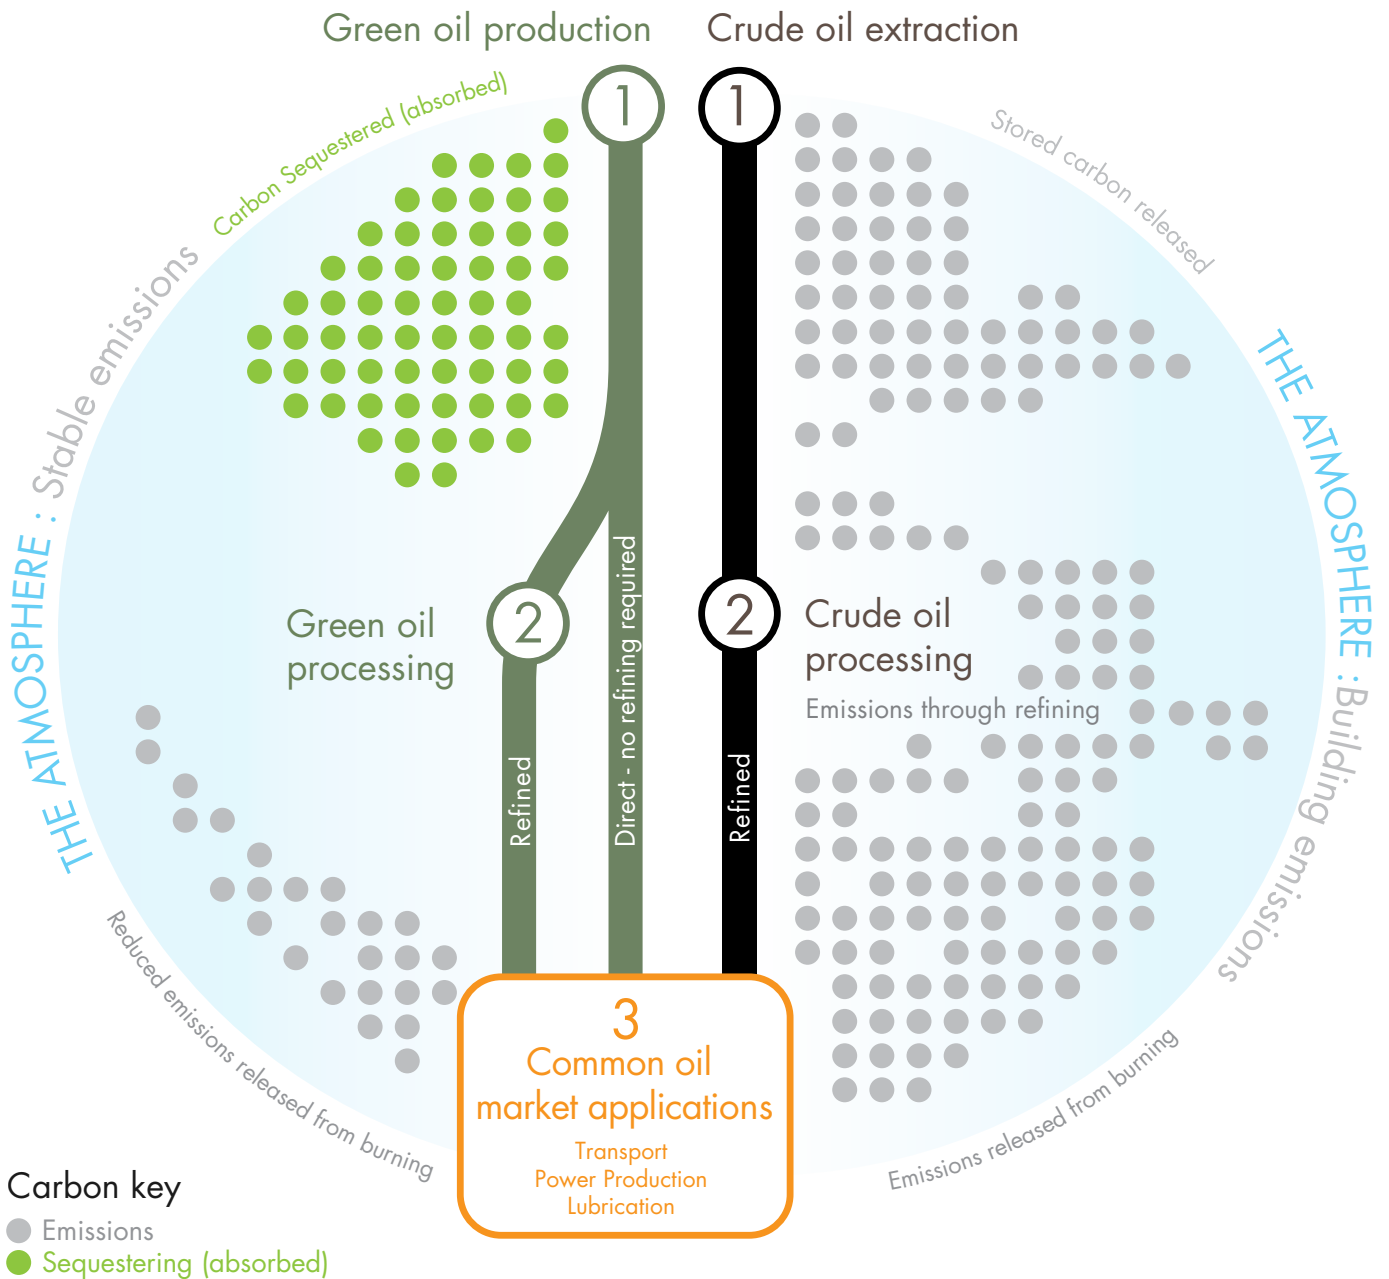 Green oil production
Crude oil extraction
1
1
Carbon Sequestered (absorbed)
Stored carbon released
THE ATMOSPHERE : Stable emissions
THE ATMOSPHERE : Building emissions
Green oil
processing
2
2
Crude oil
processing
Emissions through refining
Refined
Direct - no refining required
Refined
Reduced emissions released from burning
Emissions released from burning
3
Common oil
market applications
Transport
Power Production
Lubrication
Carbon key
Emissions
Sequestering (absorbed)